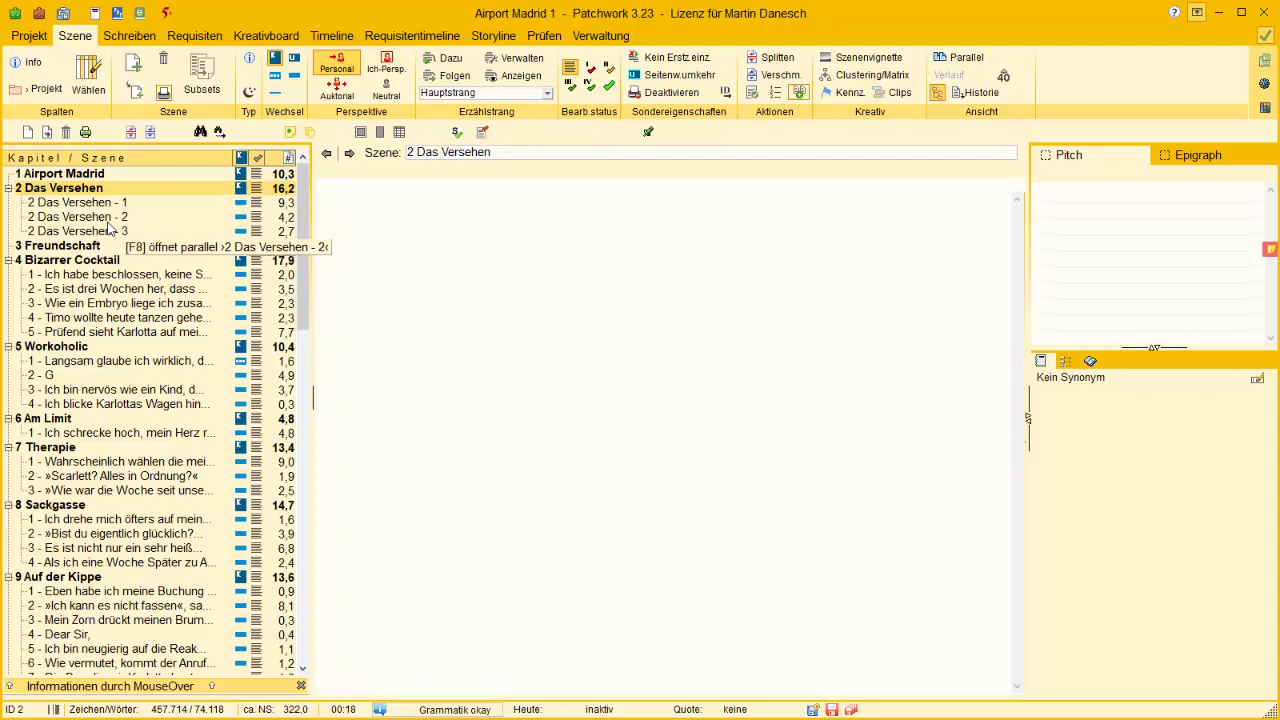 Airport Madrid 1 - Patchwork 3.23 - Lizenz für Martin Danesch
Projekt Szene Schreiben Requisiten Kreativboard Timeline Requisitentimeline Storyline Prüfen Verwaltung
Info
> Projekt
Wählen
Spalten
Subsets
Szene
Typ
Wechsel
Personal
Ich-Persp.
Auktorial
Neutral
Perspektive
Dazu
Verwalten
Folgen
Anzeigen
Hauptstrang
Erzählstrang
Bearb.status
Kein Erstz.einz.
Seitenw.umkehr
Deaktivieren
Sondereigenschaften
Splitten
Verschm.
Aktionen
Szenenvignette
Clustering/Matrix
Kennz.
Clips
Kreativ
Parallel
Verlauf
Historie
Ansicht
Szene: 2 Das Versehen
Kapitel / Szene #
1 Airport Madrid 10,3
2 Das Versehen 16,2
2 Das Versehen - 1 9,3
2 Das Versehen - 2 4,2
2 Das Versehen - 3 2,7
3 Freundschaft
[F8] öffnet parallel ›2 Das Versehen - 2‹
4 Bizarrer Cocktail 17,9
1 - Ich habe beschlossen, keine S... 2,0
2 - Es ist drei Wochen her, dass ... 3,5
3 - Wie ein Embryo liege ich zusa... 2,3
4 - Timo wollte heute tanzen gehe... 2,4
5 - Prüfend sieht Karlotta auf mei... 7,7
5 Workoholic 10,4
1 - Langsam glaube ich wirklich, d... 1,6
2 - G 4,9
3 - Ich bin nervös wie ein Kind, d... 3,7
4 - Ich blicke Karlottas Wagen hin... 0,3
6 Am Limit 4,8
1 - Ich schrecke hoch, mein Herz r... 4,8
7 Therapie 13,4
1 - Wahrscheinlich wählen die mei... 9,0
2 - »Scarlett? Alles in Ordnung?« 1,9
3 - »Wie war die Woche seit unse... 2,5
8 Sackgasse 14,7
1 - Ich drehe mich öfters auf mein... 1,6
2 - »Bist du eigentlich glücklich?... 3,9
3 - Es ist nicht nur ein sehr heiß... 6,8
4 - Als ich eine Woche Später zu A... 2,4
9 Auf der Kippe 13,6
1 - Eben habe ich meine Buchung ... 0,9
2 - »Ich kann es nicht fassen«, sa... 8,1
3 - Mein Zorn drückt meinen Brum... 0,3
4 - Dear Sir, 0,4
5 - Ich bin neugierig auf die Reak... 1,1
6 - Wie vermutet, kommt der Anruf... 1,2
Informationen durch MouseOver
Pitch Epigraph
Kein Synonym
ID 2 Zeichen/Wörter: 457.714 / 74.118 ca. NS: 322,0 00:18 Grammatik okay Heute: inaktiv Quote: keine